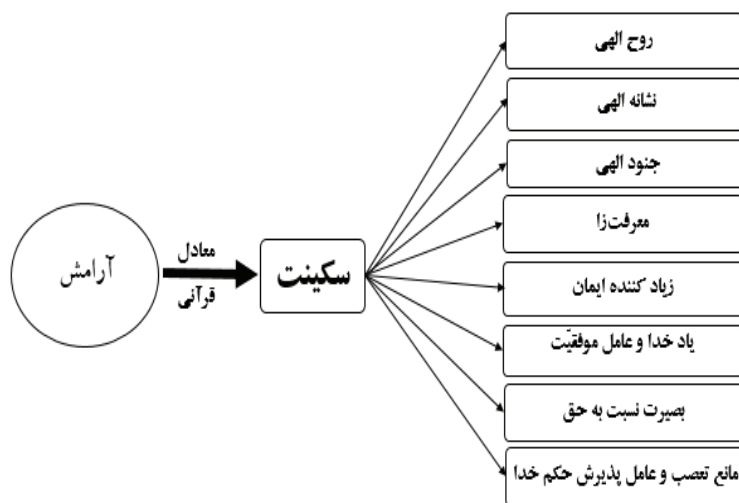 آرامش
معادل
قرآنی
سکینت
روح الهی
نشانه الهی
جنود الهی
معرفت‌زا
زیاد کننده ایمان
یاد خدا و عامل موفقیّت
بصیرت نسبت به حق
مانع تعصب و عامل پذیرش حکم خدا